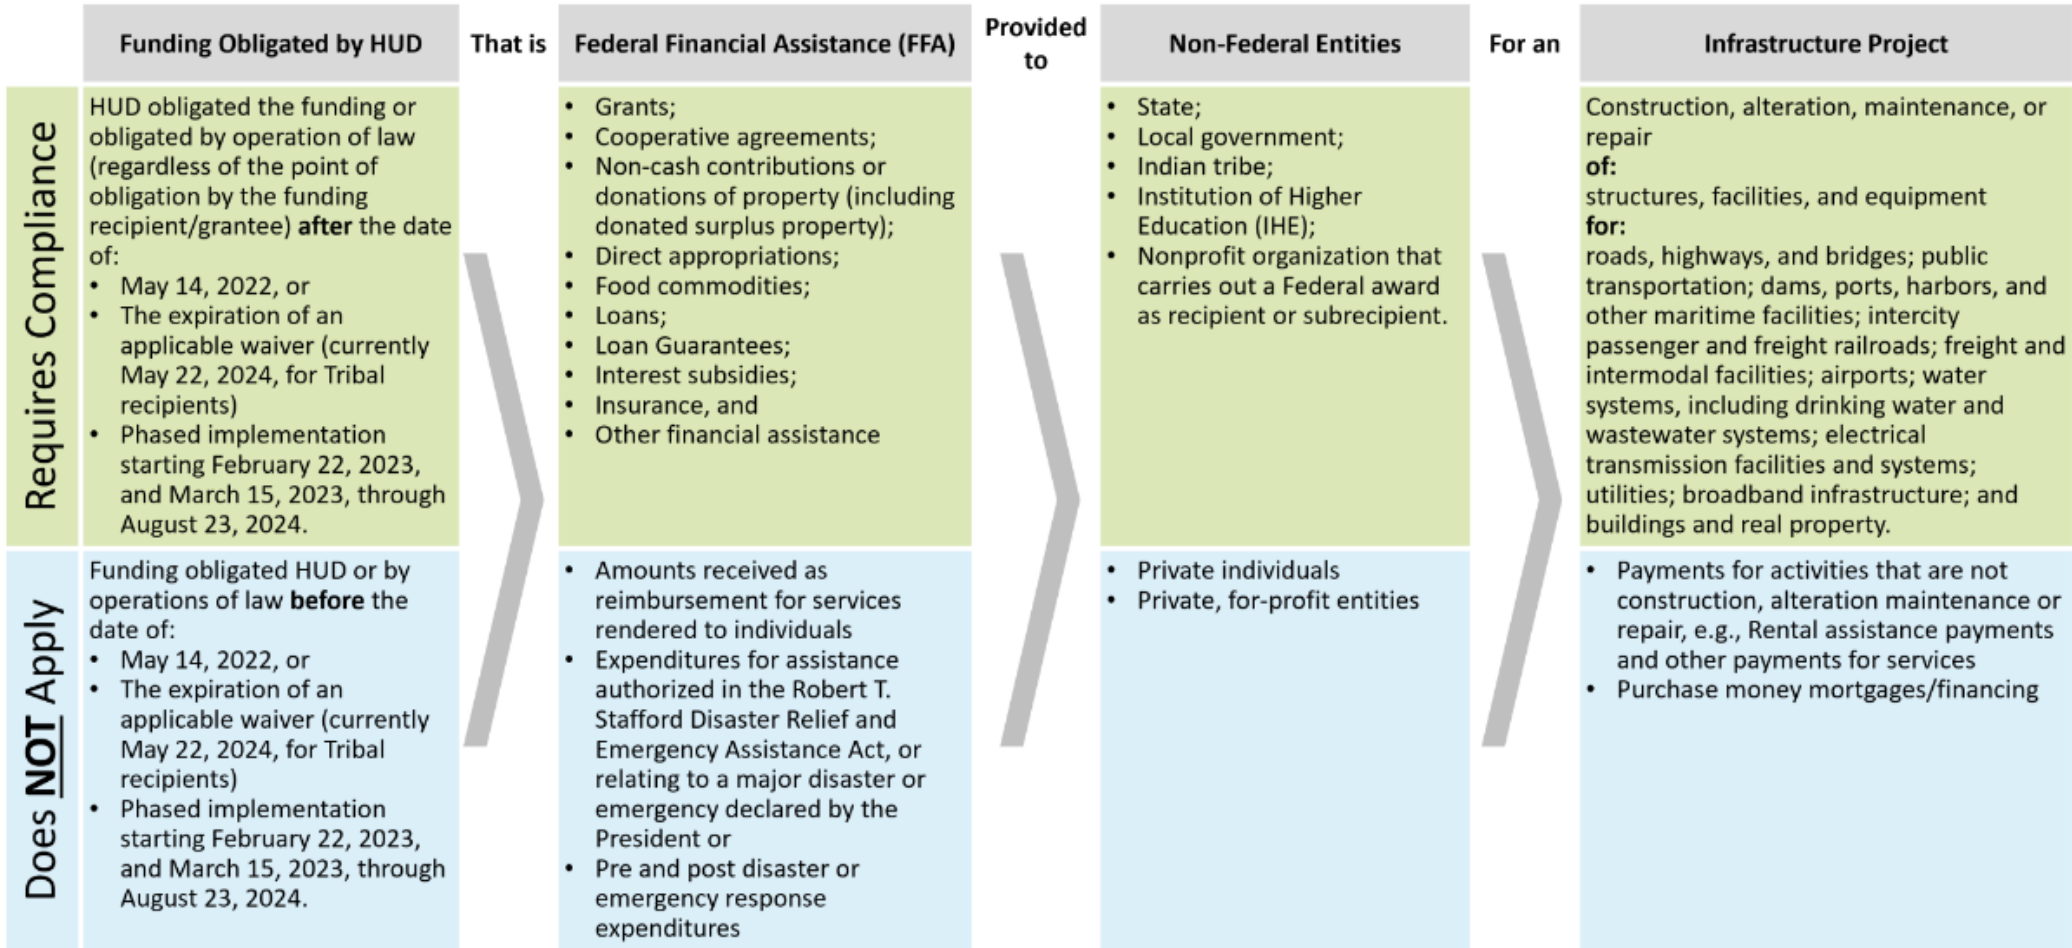 Funding Obligated by HUD
That is
Federal Financial Assistance (FFA)
Provided
to
Non-Federal Entities
For an
Infrastructure Project
Requires Compliance
HUD obligated the funding or
obligated by operation of law
(regardless of the point of
obligation by the funding
recipient/grantee) after the date
of:
• May 14, 2022, or
• The expiration of an
applicable waiver (currently
May 22, 2024, for Tribal
recipients)
• Phased implementation
starting February 22, 2023,
and March 15, 2023, through
August 23, 2024.
• Grants;
• Cooperative agreements;
• Non-cash contributions or
donations of property (including
donated surplus property);
• Direct appropriations;
• Food commodities;
• Loans;
• Loan Guarantees;
• Interest subsidies;
• Insurance, and
• Other financial assistance
• State;
• Local government;
• Indian tribe;
• Institution of Higher
Education (IHE);
• Nonprofit organization that
carries out a Federal award
as recipient or subrecipient.
Construction, alteration, maintenance, or
repair
of:
structures, facilities, and equipment
for:
roads, highways, and bridges; public
transportation; dams, ports, harbors, and
other maritime facilities; intercity
passenger and freight railroads; freight and
intermodal facilities; airports; water
systems, including drinking water and
wastewater systems; electrical
transmission facilities and systems;
utilities; broadband infrastructure; and
buildings and real property.
Does NOT Apply
Funding obligated HUD or by
operations of law before the
date of:
• May 14, 2022, or
• The expiration of an
applicable waiver (currently
May 22, 2024, for Tribal
recipients)
• Phased implementation
starting February 22, 2023,
and March 15, 2023, through
August 23, 2024.
• Amounts received as
reimbursement for services
rendered to individuals
• Expenditures for assistance
authorized in the Robert T.
Stafford Disaster Relief and
Emergency Assistance Act, or
relating to a major disaster or
emergency declared by the
President or
• Pre and post disaster or
emergency response
expenditures
• Private individuals
• Private, for-profit entities
• Payments for activities that are not
construction, alteration maintenance or
repair, e.g., Rental assistance payments
and other payments for services
• Purchase money mortgages/financing